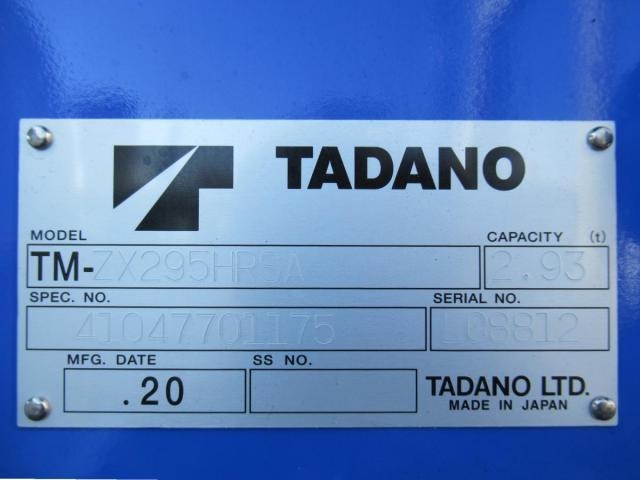 TADANO
MODEL
CAPACITY (t)
TM-ZX295HRSA
2.93
SPEC. NO.
SERIAL NO.
41047701175
L08812
MFG. DATE
SS NO.
.20
TADANO LTD.
MADE IN JAPAN